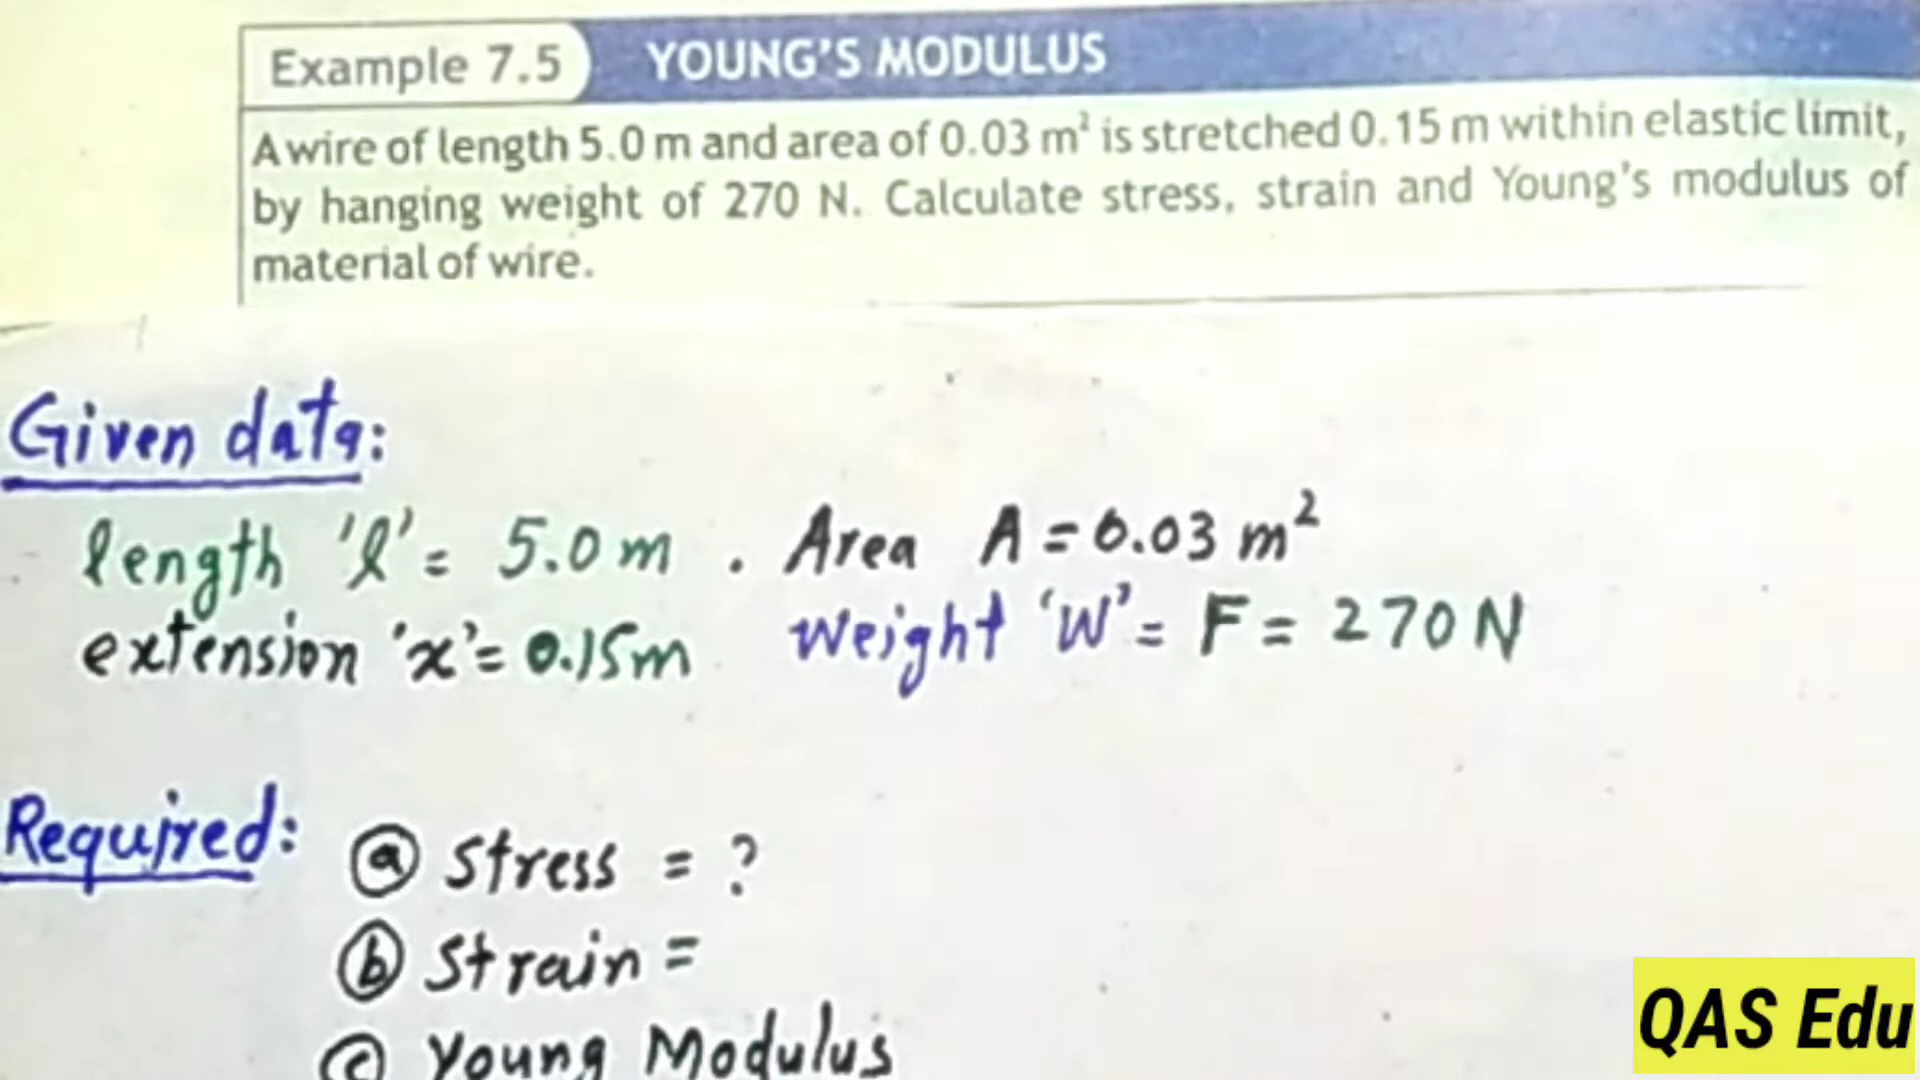 Example 7.5 YOUNG'S MODULUS
A wire of length 5.0 m and area of 0.03 m² is stretched 0.15 m within elastic limit,
by hanging weight of 270 N. Calculate stress, strain and Young's modulus of
material of wire.
Given data:
length 'l' = 5.0 m . Area A = 0.03 m²
extension 'x' = 0.15m Weight 'W' = F = 270 N
Required: (a) Stress = ?
(b) Strain =
(c) Young Modulus
QAS Edu